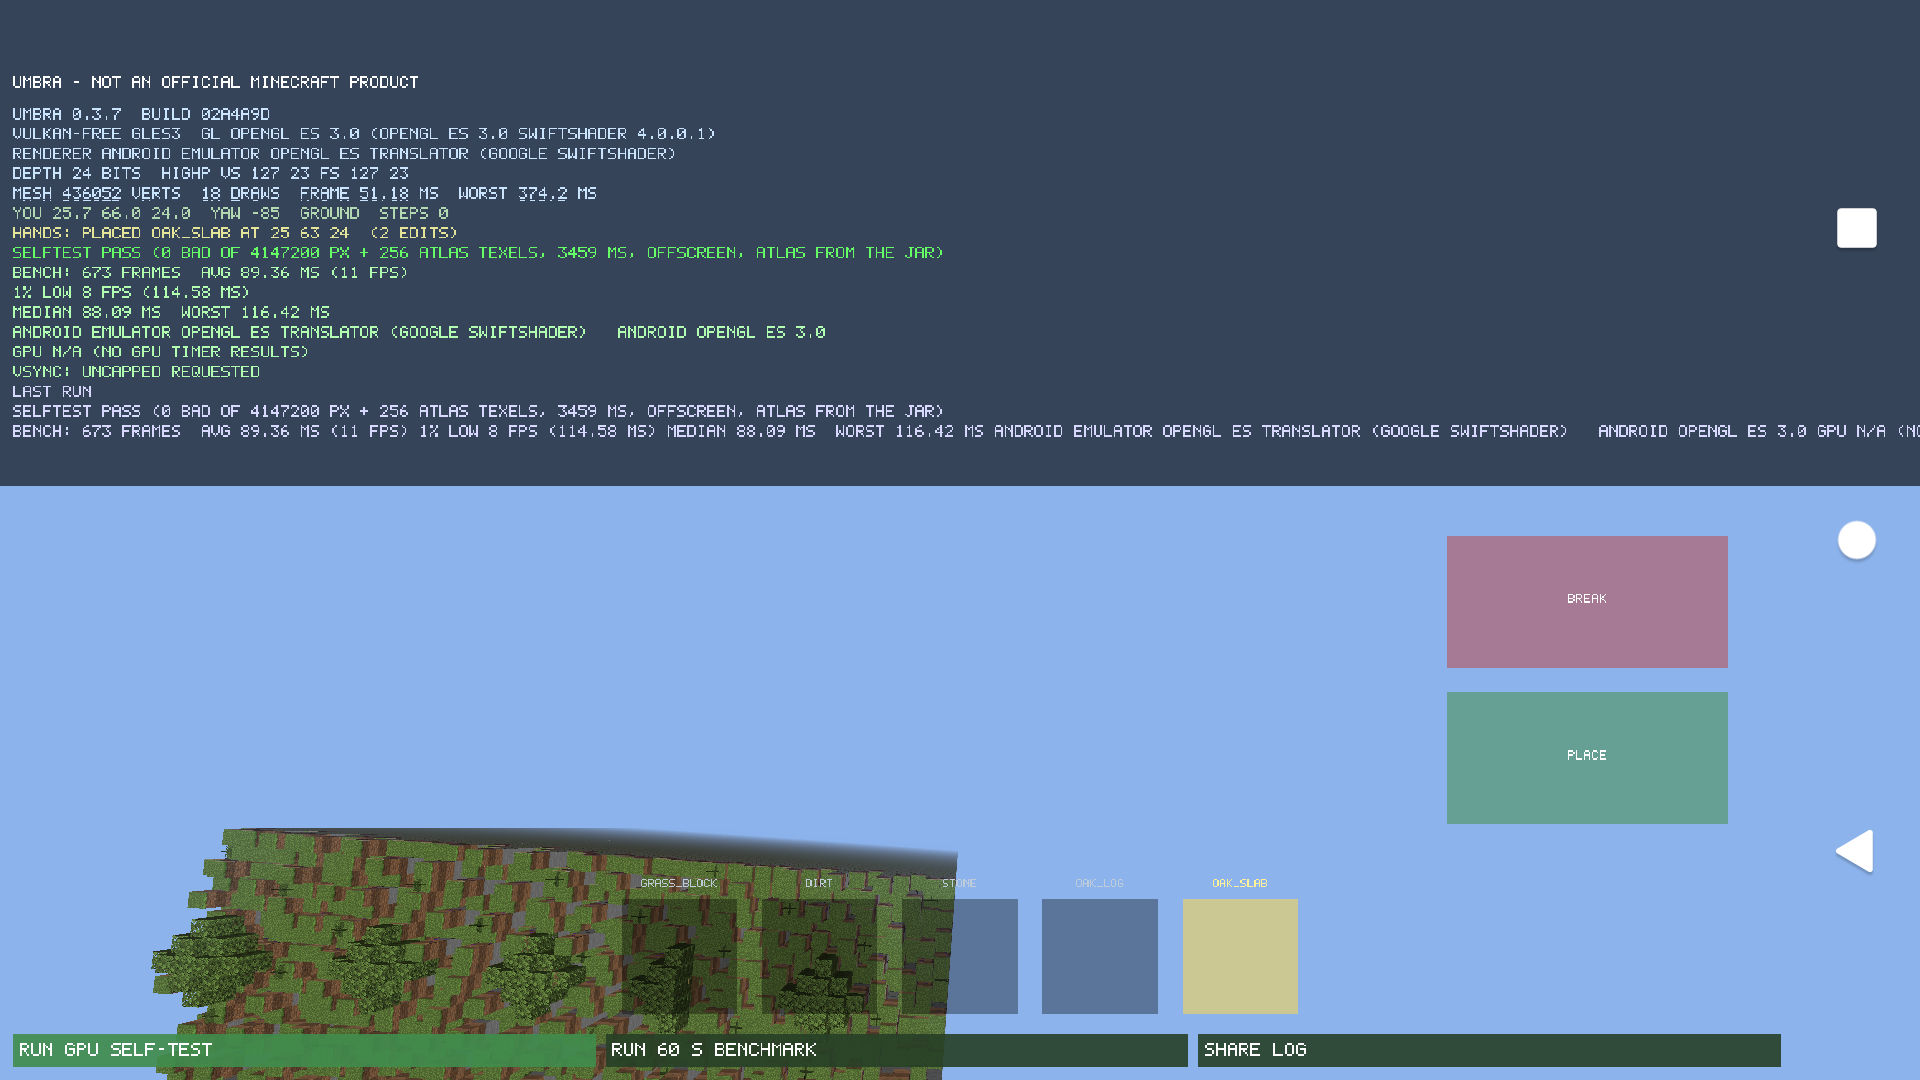 UMBRA - NOT AN OFFICIAL MINECRAFT PRODUCT
UMBRA 0.3.7 BUILD 02A4A9D
VULKAN-FREE GLES3 GL OPENGL ES 3.0 (OPENGL ES 3.0 SWIFTSHADER 4.0.0.1)
RENDERER ANDROID EMULATOR OPENGL ES TRANSLATOR (GOOGLE SWIFTSHADER)
DEPTH 24 BITS HIGHP VS 127 23 FS 127 23
MESH 436052 VERTS 18 DRAWS FRAME 51.18 MS WORST 374.2 MS
YOU 25.7 66.0 24.0 YAW -85 GROUND STEPS 0
HANDS: PLACED OAK_SLAB AT 25 63 24 (2 EDITS)
SELFTEST PASS (0 BAD OF 4147200 PX + 256 ATLAS TEXELS, 3459 MS, OFFSCREEN, ATLAS FROM THE JAR)
BENCH: 673 FRAMES AVG 89.36 MS (11 FPS)
1% LOW 8 FPS (114.58 MS)
MEDIAN 88.09 MS WORST 116.42 MS
ANDROID EMULATOR OPENGL ES TRANSLATOR (GOOGLE SWIFTSHADER) ANDROID OPENGL ES 3.0
GPU N/A (NO GPU TIMER RESULTS)
VSYNC: UNCAPPED REQUESTED
LAST RUN
SELFTEST PASS (0 BAD OF 4147200 PX + 256 ATLAS TEXELS, 3459 MS, OFFSCREEN, ATLAS FROM THE JAR)
BENCH: 673 FRAMES AVG 89.36 MS (11 FPS) 1% LOW 8 FPS (114.58 MS) MEDIAN 88.09 MS WORST 116.42 MS ANDROID EMULATOR OPENGL ES TRANSLATOR (GOOGLE SWIFTSHADER) ANDROID OPENGL ES 3.0 GPU N/A (NO
BREAK
PLACE
GRASS_BLOCK
DIRT
STONE
OAK_LOG
OAK_SLAB
RUN GPU SELF-TEST
RUN 60 S BENCHMARK
SHARE LOG